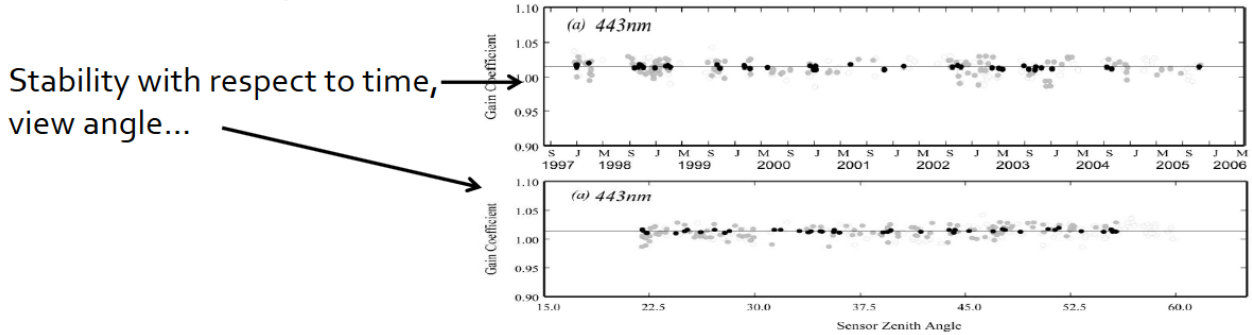 Stability with respect to time,
view angle...
1.10
(a) 443nm
1.05
1.00
0.95
0.90
Gain Coefficient
S J M S J M S J M S J M S J M S J M S J M S J M
1997 1998 1999 2000 2001 2002 2003 2004 2005 2006
1.10
(a) 443nm
1.05
1.00
0.95
0.90
Gain Coefficient
15.0 22.5 30.0 37.5 45.0 52.5 60.0
Sensor Zenith Angle